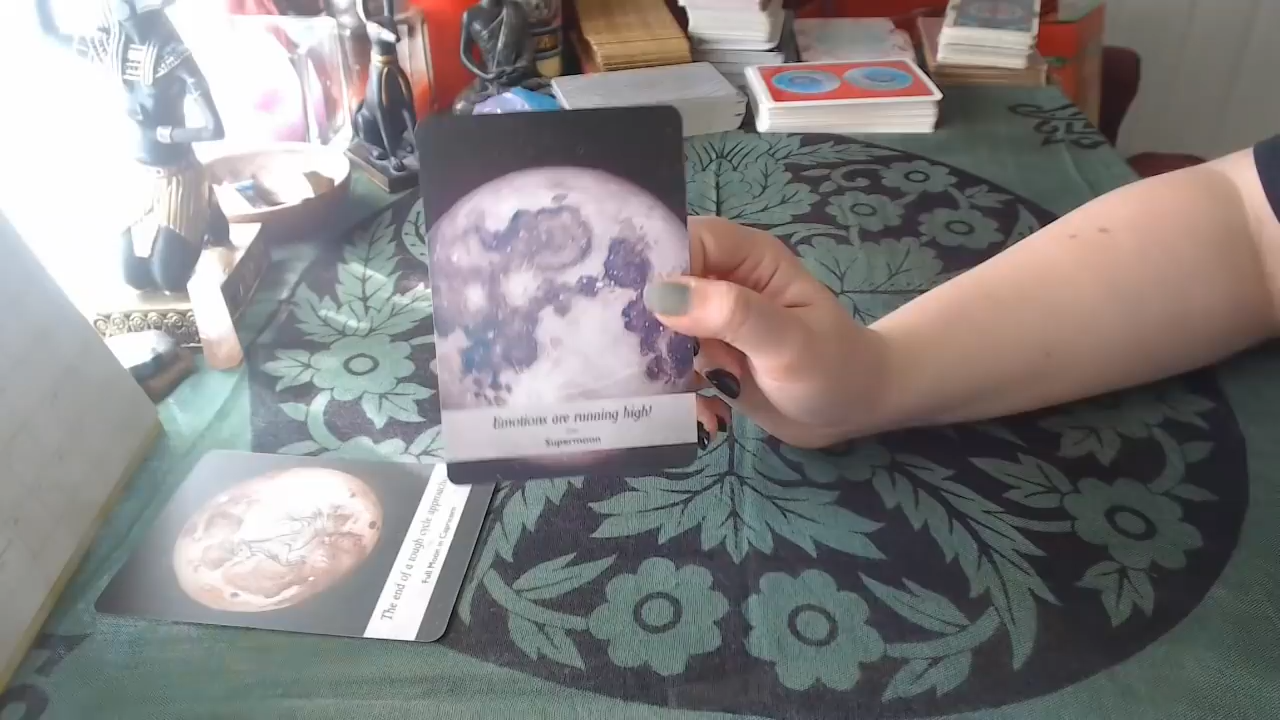 Emotions are running high!
Supermoon
The end of a tough cycle approaches
Full Moon in Capricorn